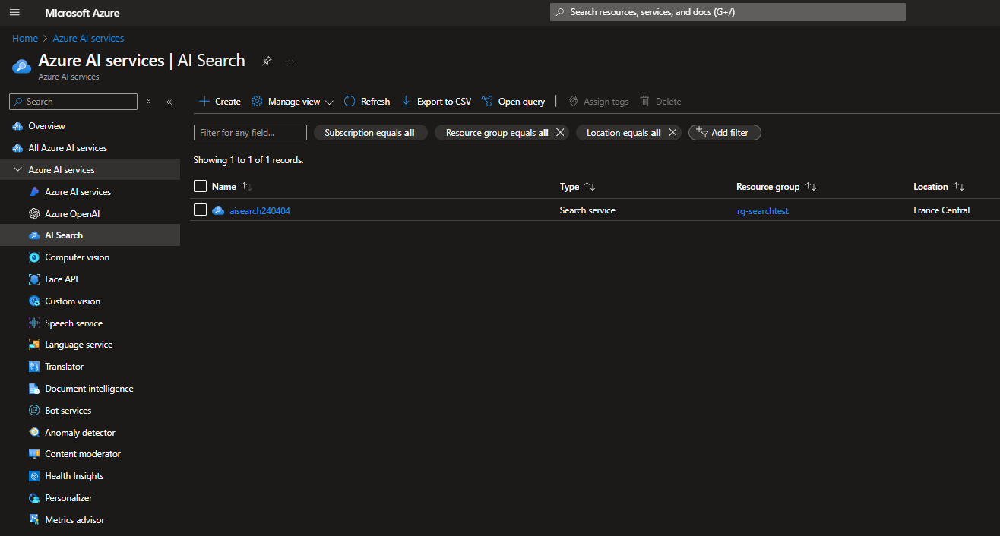 Microsoft Azure
Search resources, services, and docs (G+/)
Home > Azure AI services
Azure AI services | AI Search
...
Azure AI services
Search
Create
Manage view
Refresh
Export to CSV
Open query
Assign tags
Delete
Overview
All Azure AI services
Azure AI services
Azure AI services
Azure OpenAI
AI Search
Computer vision
Face API
Custom vision
Speech service
Language service
Translator
Document intelligence
Bot services
Anomaly detector
Content moderator
Health Insights
Personalizer
Metrics advisor
Filter for any field...
Subscription equals all
Resource group equals all
Location equals all
Add filter
Showing 1 to 1 of 1 records.
Name
Type
Resource group
Location
aisearch240404
Search service
rg-searchtest
France Central